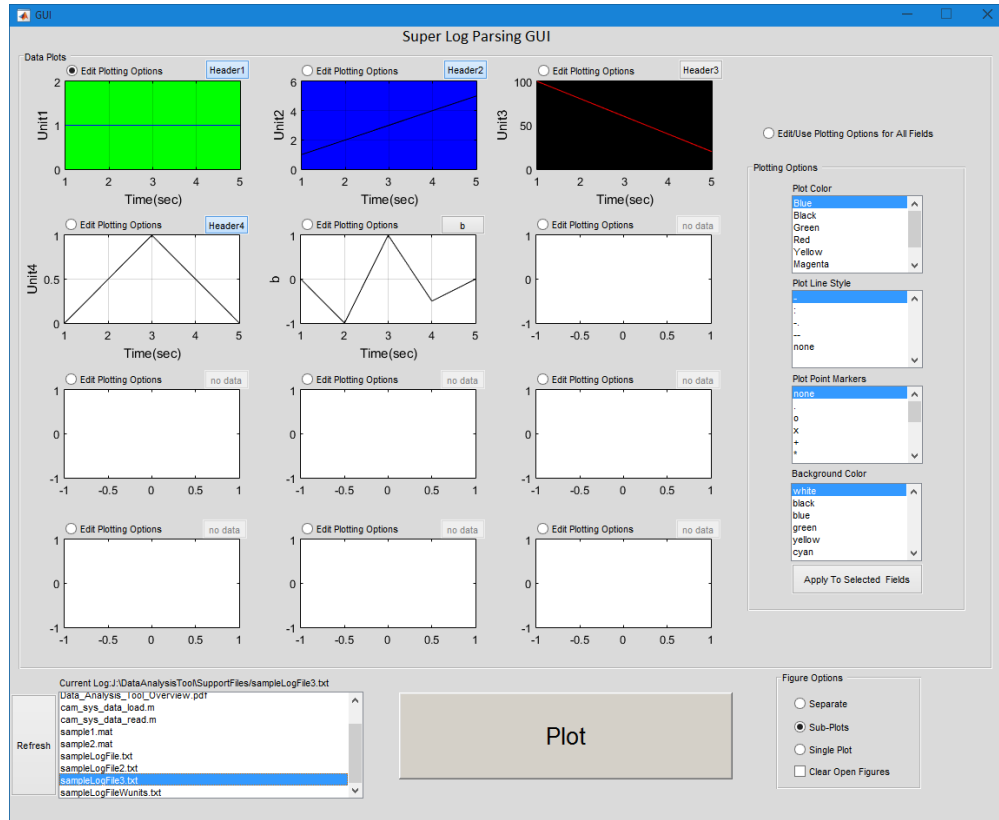 GUI
Super Log Parsing GUI
Data Plots
Edit Plotting Options Header1
Edit Plotting Options Header2
Edit Plotting Options Header3
2
1
0
Unit1
1 2 3 4 5
Time(sec)
6
4
2
0
Unit2
1 2 3 4 5
Time(sec)
100
50
0
Unit3
1 2 3 4 5
Time(sec)
Edit Plotting Options Header4
Edit Plotting Options b
Edit Plotting Options no data
1
0.5
0
Unit4
1 2 3 4 5
Time(sec)
1
0
-1
b
1 2 3 4 5
Time(sec)
1
0
-1
-1 -0.5 0 0.5 1
Edit Plotting Options no data
Edit Plotting Options no data
Edit Plotting Options no data
1
0
-1
-1 -0.5 0 0.5 1
1
0
-1
-1 -0.5 0 0.5 1
1
0
-1
-1 -0.5 0 0.5 1
Edit Plotting Options no data
Edit Plotting Options no data
Edit Plotting Options no data
1
0
-1
-1 -0.5 0 0.5 1
1
0
-1
-1 -0.5 0 0.5 1
1
0
-1
-1 -0.5 0 0.5 1
Edit/Use Plotting Options for All Fields
Plotting Options
Plot Color
Blue
Black
Green
Red
Yellow
Magenta
Plot Line Style
-
:
-.
--
none
Plot Point Markers
none
.
o
x
+
*
Background Color
white
black
blue
green
yellow
cyan
Apply To Selected Fields
Current Log:J:\DataAnalysisTool\SupportFiles/sampleLogFile3.txt
Refresh
Data_Analysis_Tool_Overview.pdf
cam_sys_data_load.m
cam_sys_data_read.m
sample1.mat
sample2.mat
sampleLogFile.txt
sampleLogFile2.txt
sampleLogFile3.txt
sampleLogFileWunits.txt
Plot
Figure Options
Separate
Sub-Plots
Single Plot
Clear Open Figures